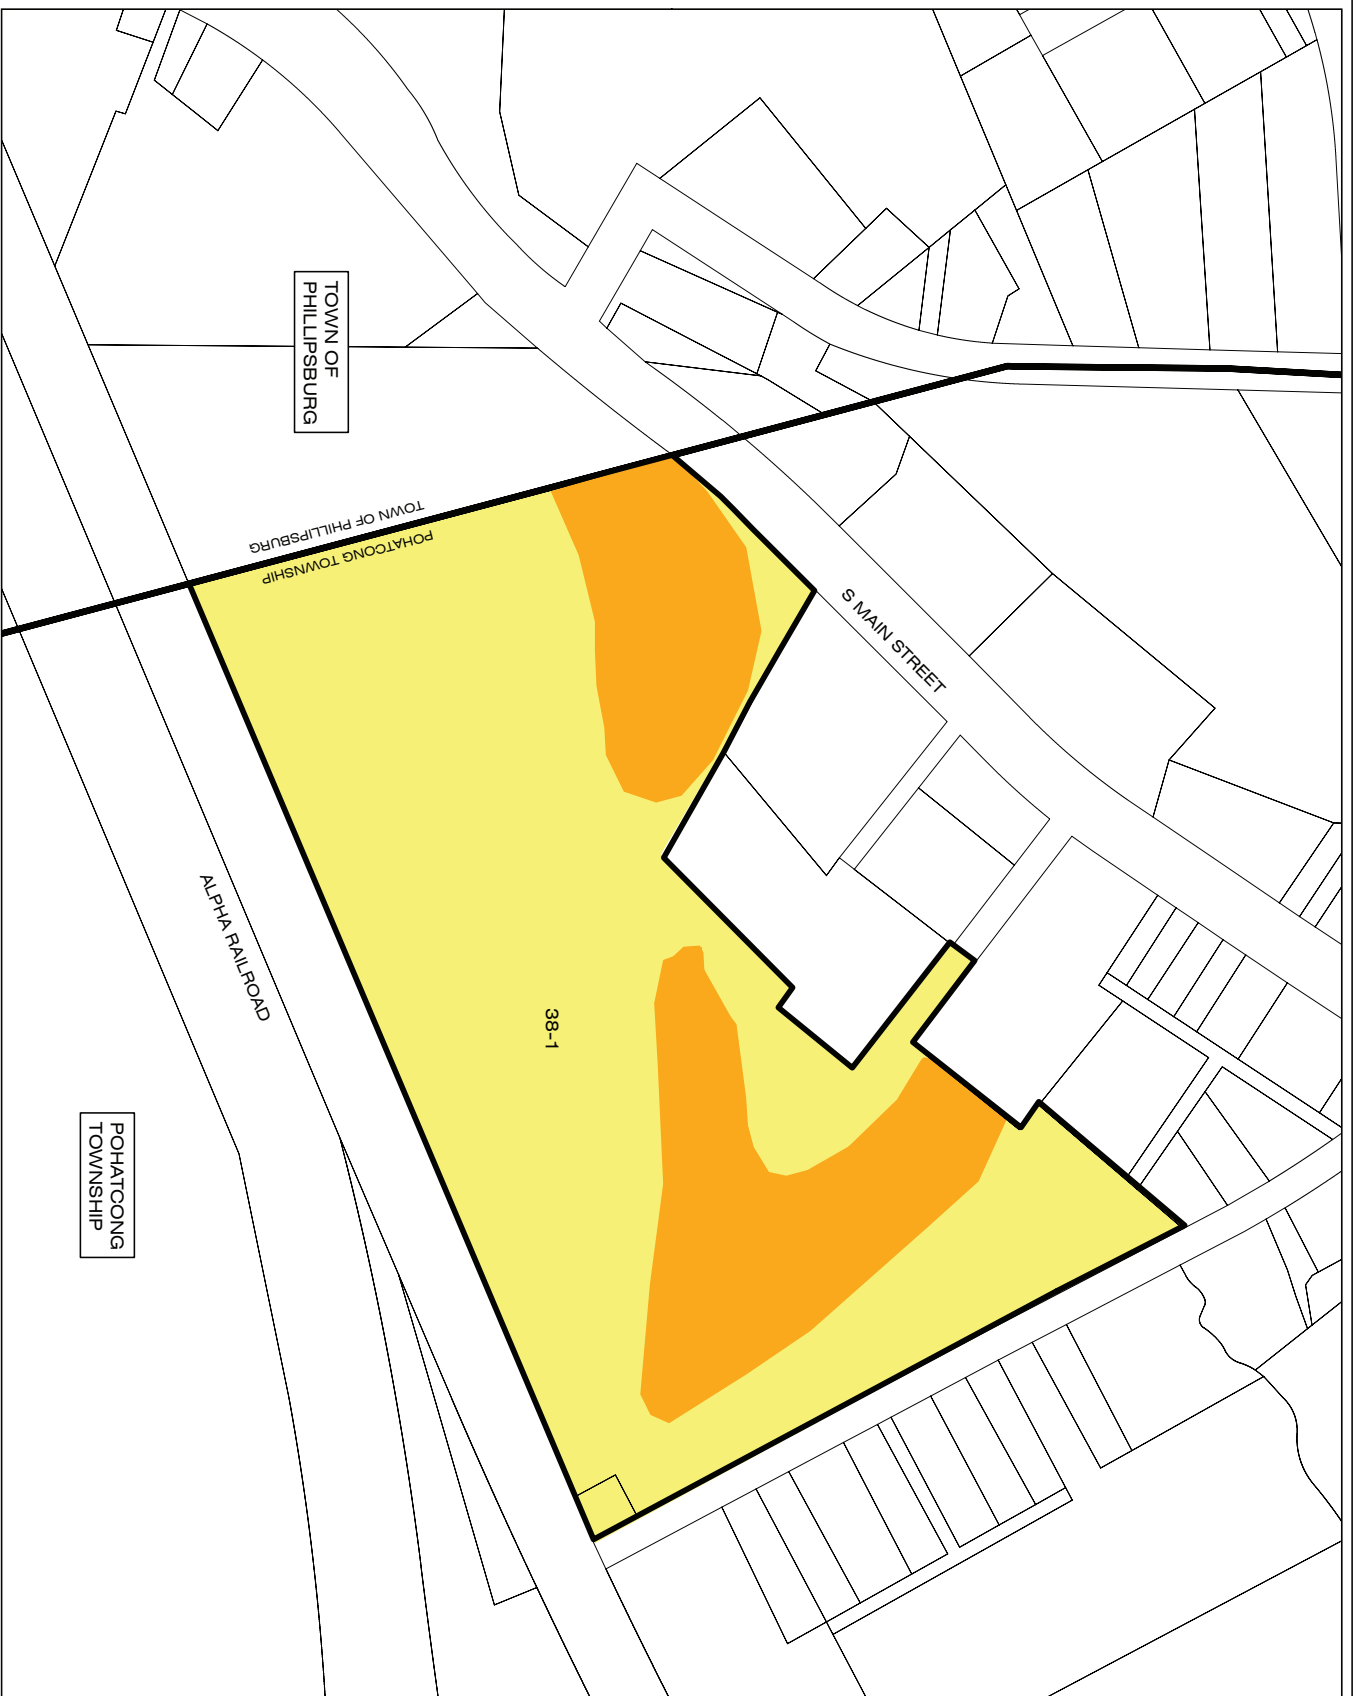 TOWN OF
PHILLIPSBURG
TOWN OF PHILLIPSBURG
POHATCONG TOWNSHIP
S MAIN STREET
ALPHA RAILROAD
38-1
POHATCONG
TOWNSHIP